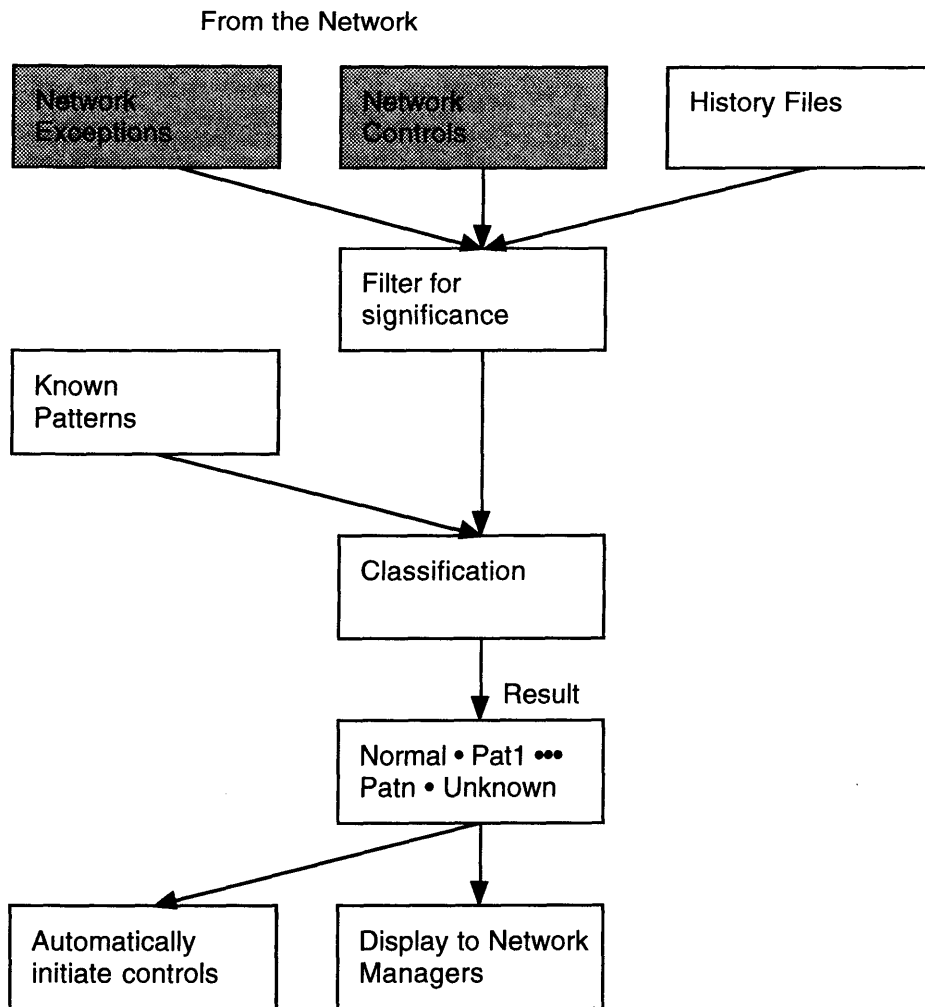 From the Network
Network
Exceptions
Network
Controls
History Files
Filter for
significance
Known
Patterns
Classification
Result
Normal • Pat1 •••
Patn • Unknown
Automatically
initiate controls
Display to Network
Managers